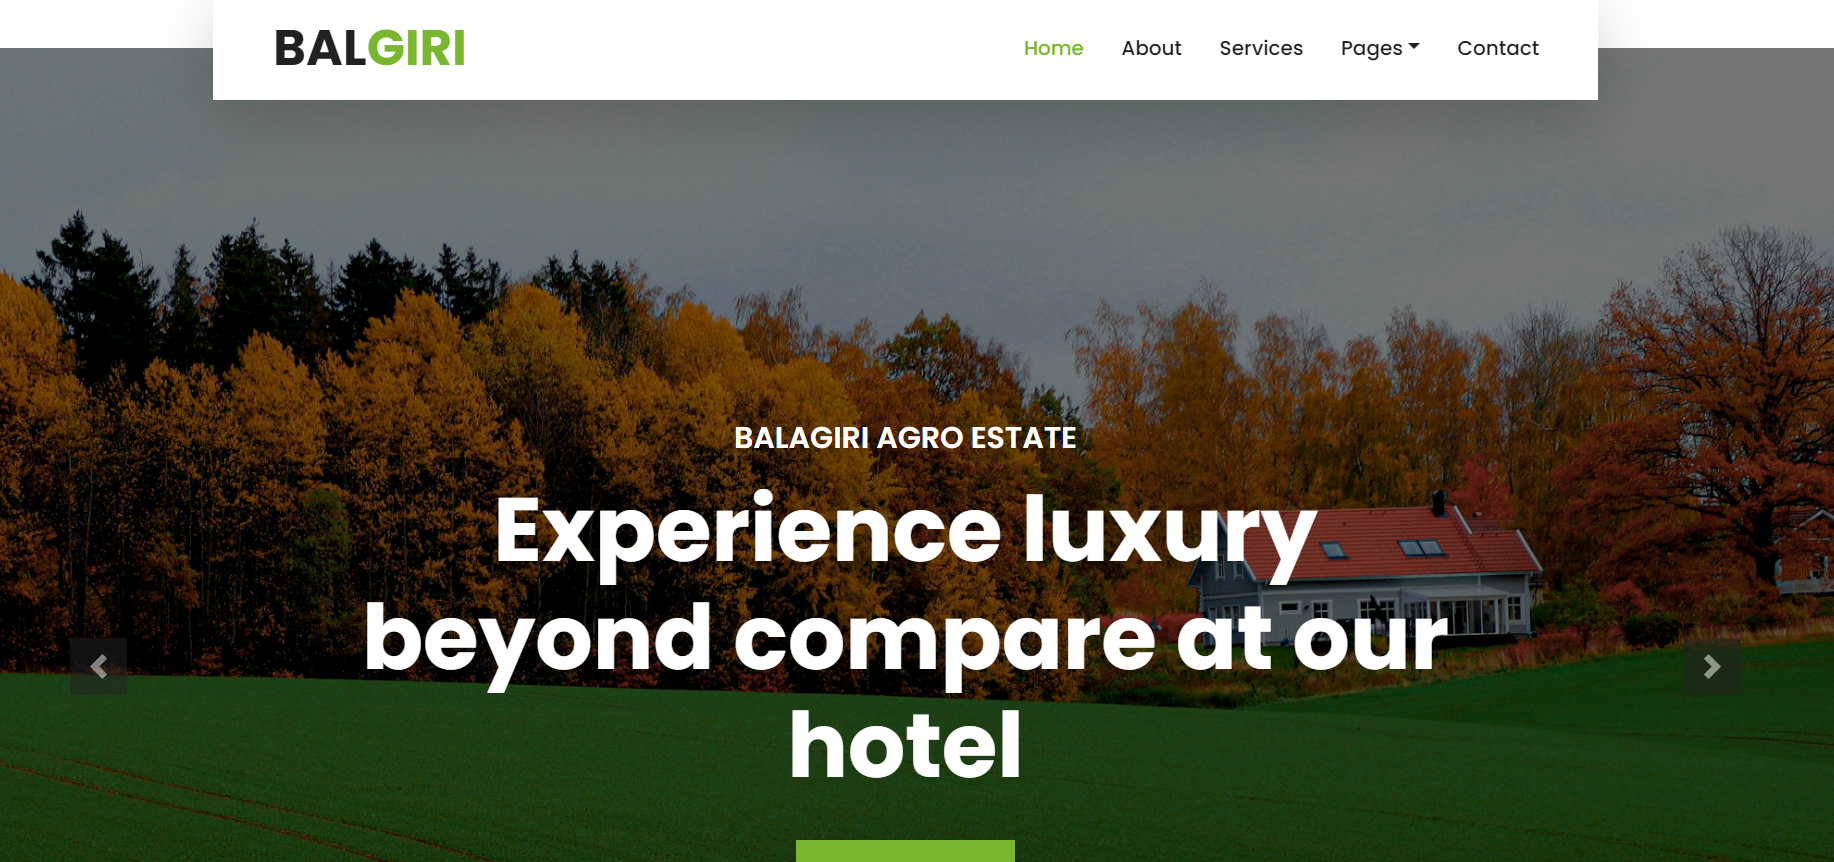 BALGIRI
Home About Services Pages Contact
BALAGIRI AGRO ESTATE
Experience luxury
beyond compare at our
hotel